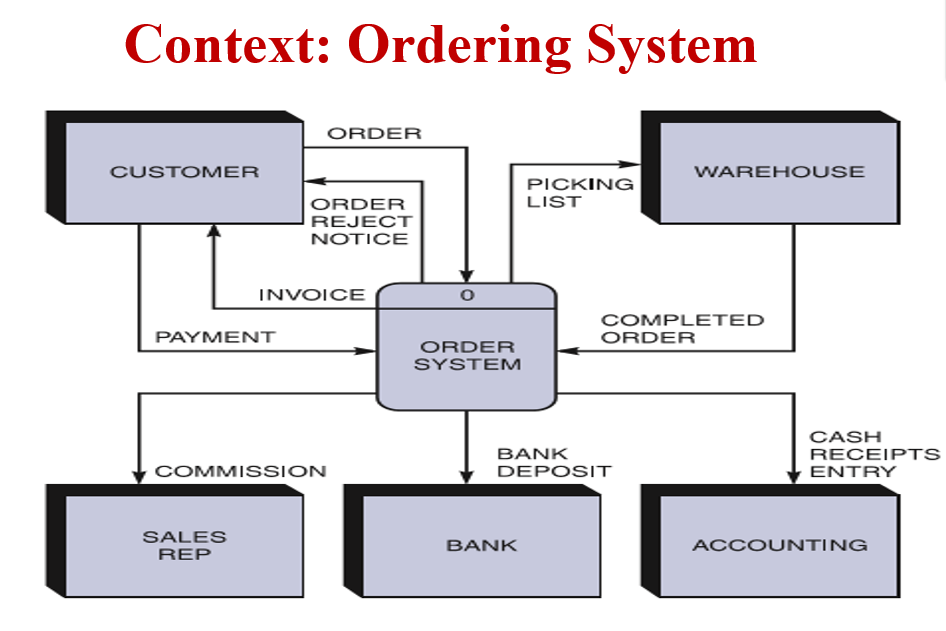 Context: Ordering System
ORDER
CUSTOMER
WAREHOUSE
PICKING
LIST
ORDER
REJECT
NOTICE
INVOICE
0
PAYMENT
ORDER
SYSTEM
COMPLETED
ORDER
COMMISSION
BANK
DEPOSIT
CASH
RECEIPTS
ENTRY
SALES
REP
BANK
ACCOUNTING